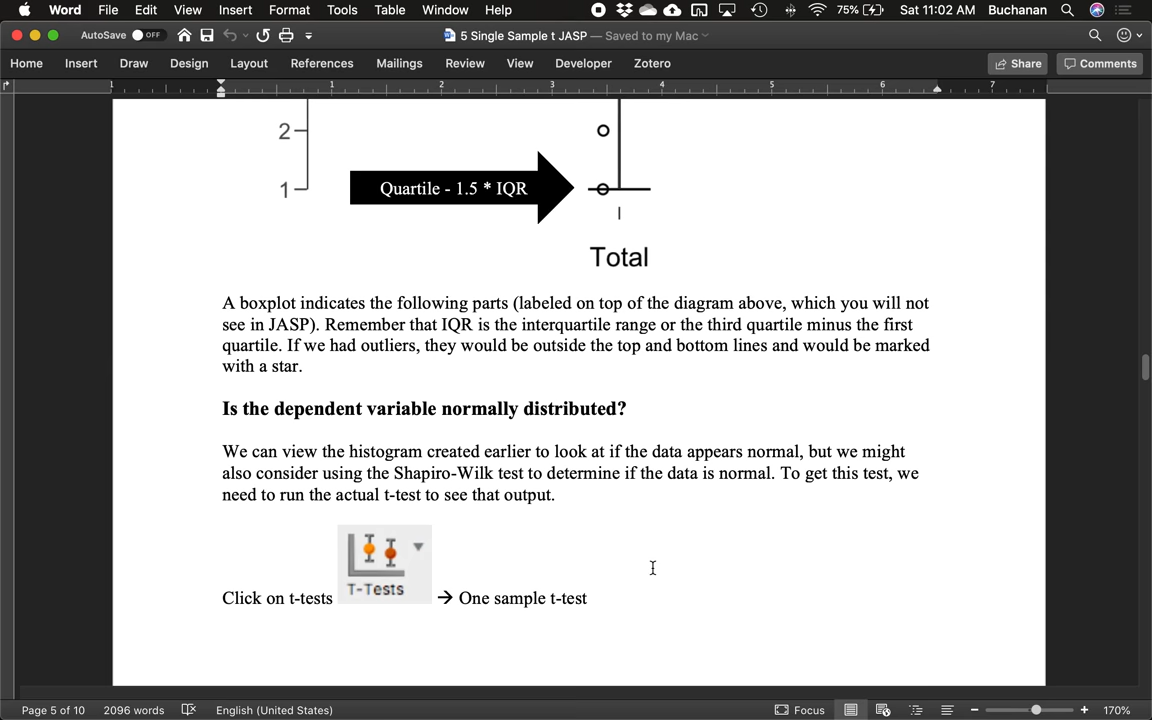 Word File Edit View Insert Format Tools Table Window Help 75% Sat 11:02 AM Buchanan
AutoSave OFF 5 Single Sample t JASP — Saved to my Mac
Home Insert Draw Design Layout References Mailings Review View Developer Zotero Share Comments
1 1 2 3 4 5 6 7
2
Quartile - 1.5 * IQR
1
Total
A boxplot indicates the following parts (labeled on top of the diagram above, which you will not
see in JASP). Remember that IQR is the interquartile range or the third quartile minus the first
quartile. If we had outliers, they would be outside the top and bottom lines and would be marked
with a star.
Is the dependent variable normally distributed?
We can view the histogram created earlier to look at if the data appears normal, but we might
also consider using the Shapiro-Wilk test to determine if the data is normal. To get this test, we
need to run the actual t-test to see that output.
T-Tests
Click on t-tests → One sample t-test
Page 5 of 10 2096 words English (United States) Focus 170%